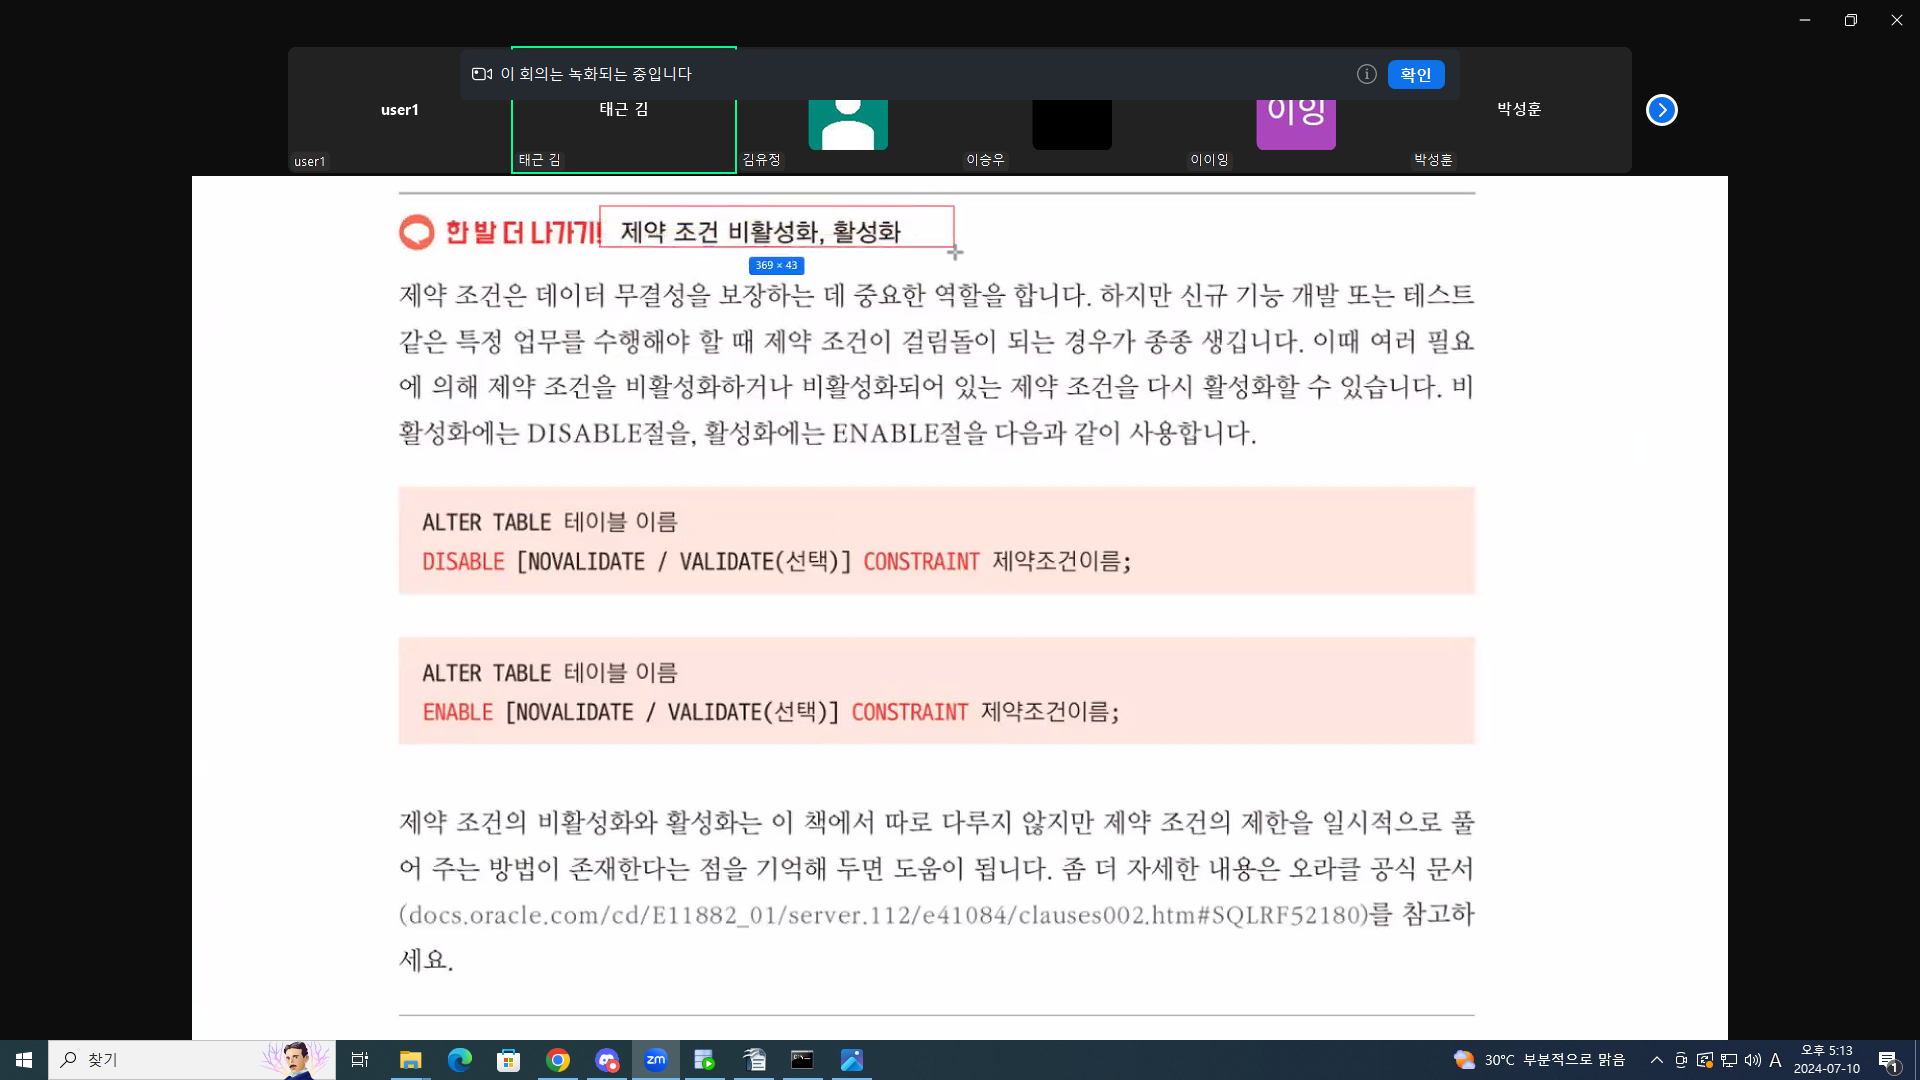 이 회의는 녹화되는 중입니다
확인
user1
태근 김
이잉
박성훈
user1
태근 김
김유정
이승우
이이잉
박성훈
한 발 더 나가기! 제약 조건 비활성화, 활성화
369 × 43
제약 조건은 데이터 무결성을 보장하는 데 중요한 역할을 합니다. 하지만 신규 기능 개발 또는 테스트
같은 특정 업무를 수행해야 할 때 제약 조건이 걸림돌이 되는 경우가 종종 생깁니다. 이때 여러 필요
에 의해 제약 조건을 비활성화하거나 비활성화되어 있는 제약 조건을 다시 활성화할 수 있습니다. 비
활성화에는 DISABLE절을, 활성화에는 ENABLE절을 다음과 같이 사용합니다.
ALTER TABLE 테이블 이름
DISABLE [NOVALIDATE / VALIDATE(선택)] CONSTRAINT 제약조건이름;
ALTER TABLE 테이블 이름
ENABLE [NOVALIDATE / VALIDATE(선택)] CONSTRAINT 제약조건이름;
제약 조건의 비활성화와 활성화는 이 책에서 따로 다루지 않지만 제약 조건의 제한을 일시적으로 풀
어 주는 방법이 존재한다는 점을 기억해 두면 도움이 됩니다. 좀 더 자세한 내용은 오라클 공식 문서
(docs.oracle.com/cd/E11882_01/server.112/e41084/clauses002.htm#SQLRF52180)를 참고하
세요.
찾기
zm
30°C 부분적으로 맑음
A
오후 5:13
2024-07-10
1